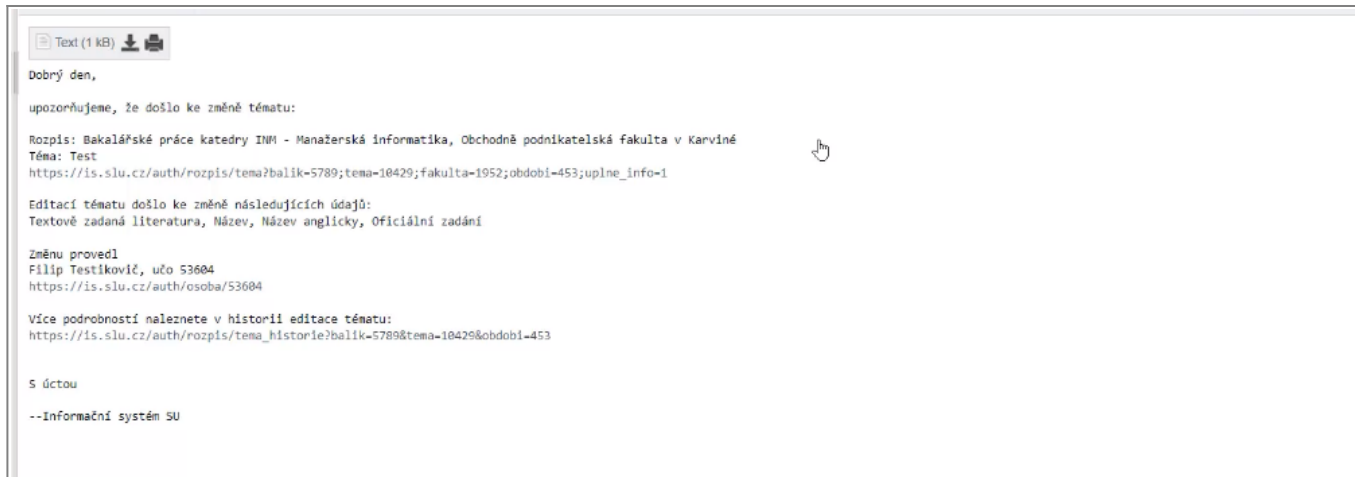 Text (1 kB)
Dobrý den,
upozorňujeme, že došlo ke změně tématu:
Rozpis: Bakalářské práce katedry INM - Manažerská informatika, Obchodně podnikatelská fakulta v Karviné
Téma: Test
https://is.slu.cz/auth/rozpis/tema?balik=5789;tema=10429;fakulta=1952;obdobi=453;uplne_info=1
Editací tématu došlo ke změně následujících údajů:
Textově zadaná literatura, Název, Název anglicky, Oficiální zadání
Změnu provedl
Filip Testikovič, učo 53604
https://is.slu.cz/auth/osoba/53604
Více podrobností naleznete v historii editace tématu:
https://is.slu.cz/auth/rozpis/tema_historie?balik=5789&tema=10429&obdobi=453
S úctou
--Informační systém SU